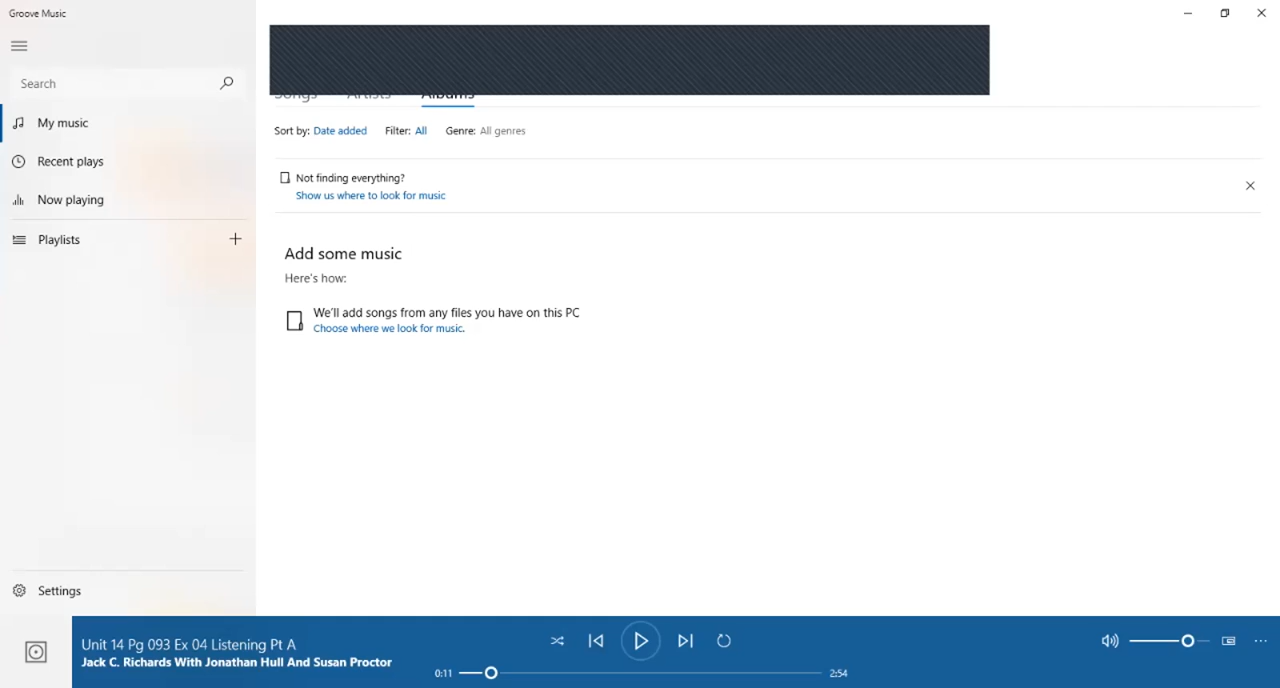 Groove Music
Search
My music
Recent plays
Now playing
Playlists
Settings
Songs Artists Albums
Sort by: Date added Filter: All Genre: All genres
Not finding everything?
Show us where to look for music
Add some music
Here's how:
We'll add songs from any files you have on this PC
Choose where we look for music.
Unit 14 Pg 093 Ex 04 Listening Pt A
Jack C. Richards With Jonathan Hull And Susan Proctor
0:11 2:54